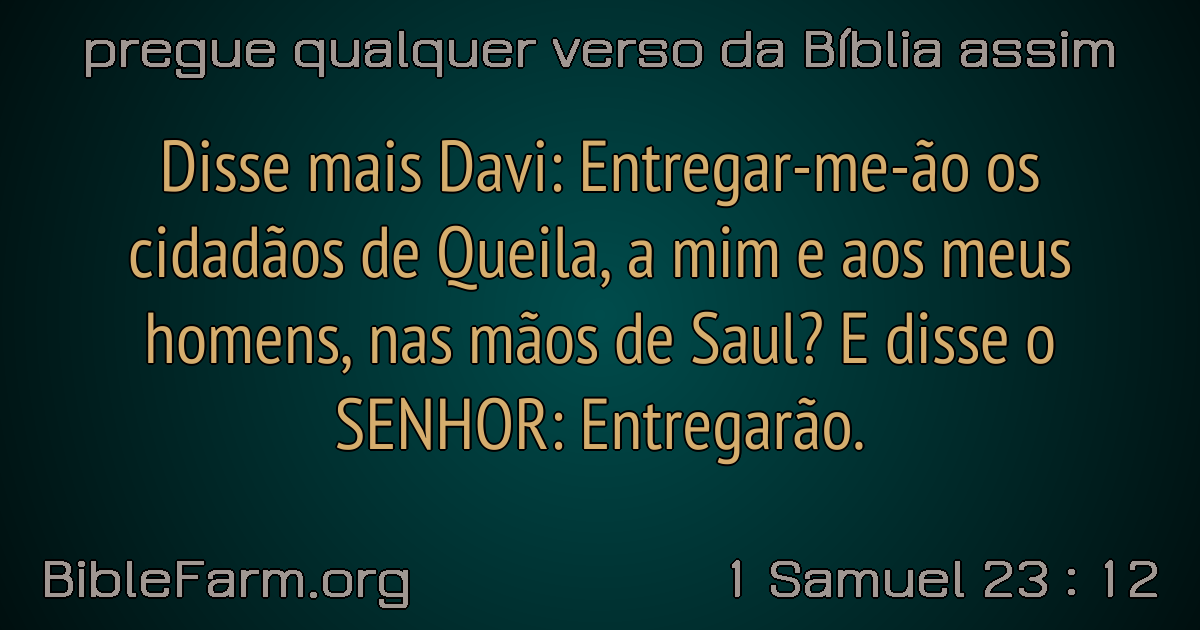 pregue qualquer verso da Bíblia assim
Disse mais Davi: Entregar-me-ão os
cidadãos de Queila, a mim e aos meus
homens, nas mãos de Saul? E disse o
SENHOR: Entregarão.
BibleFarm.org
1 Samuel 23 : 12